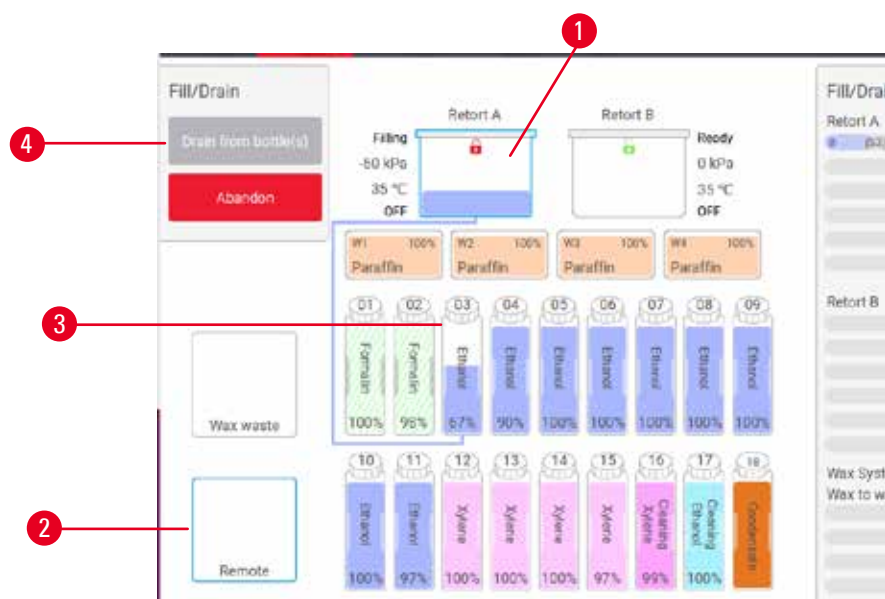 1
Fill/Drain
Drain from bottle(s)
Abandon
4
Retort A
Retort B
Filling
-60 kPa
35 °C
OFF
Ready
0 kPa
35 °C
OFF
Fill/Drai
Retort A
W1 100%
Paraffin
W2 100%
Paraffin
W3 100%
Paraffin
W4 100%
Paraffin
3
01 02 03 04 05 06 07 08 09
Formalin Formalin Ethanol Ethanol Ethanol Ethanol Ethanol Ethanol Ethanol
100% 98% 67% 90% 100% 100% 100% 100% 100%
Retort B
Wax waste
2
Remote
10 11 12 13 14 15 16 17 18
Ethanol Ethanol Xylene Xylene Xylene Xylene Cleaning Xylene Cleaning Ethanol Condensate
100% 97% 100% 100% 100% 97% 99% 100%
Wax Syst
Wax to w